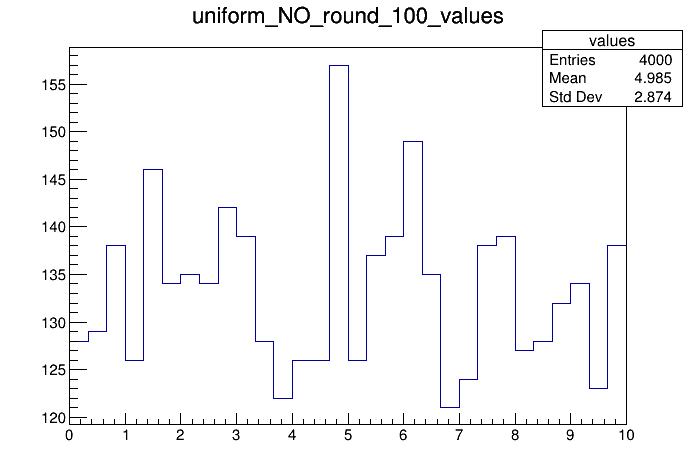 uniform_NO_round_100_values
values
Entries 4000
Mean 4.985
Std Dev 2.874
155
150
145
140
135
130
125
120
0 1 2 3 4 5 6 7 8 9 10